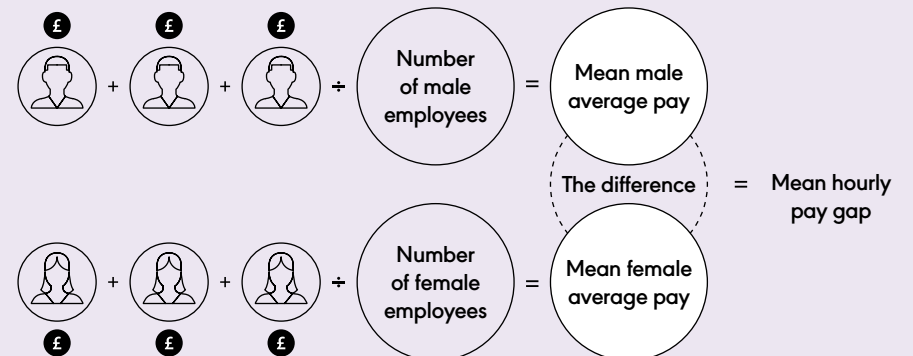 £ £ £
+ + ÷ Number
of male
employees
= Mean male
average pay
The difference
= Mean hourly
pay gap
+ + ÷ Number
of female
employees
= Mean female
average pay
£ £ £